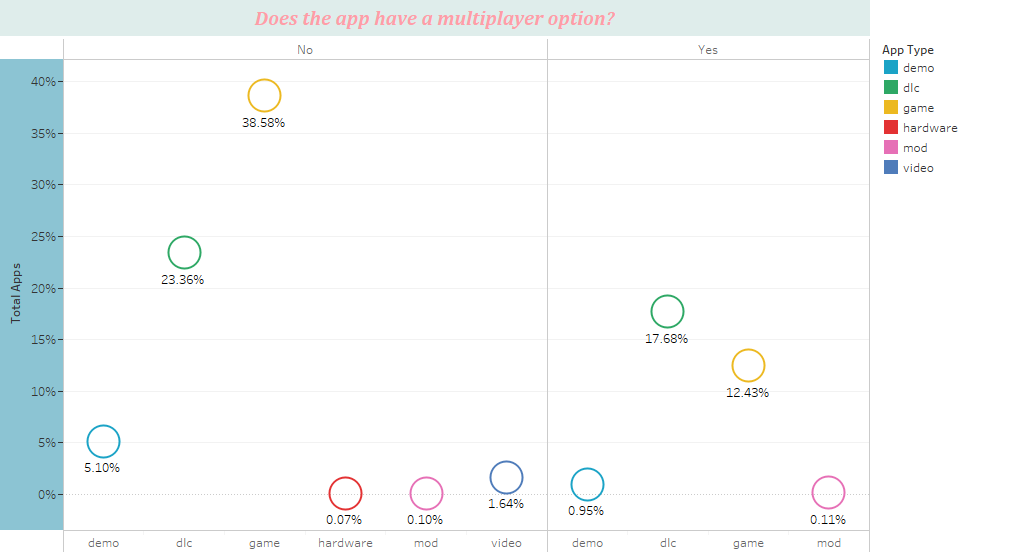 Does the app have a multiplayer option?
No Yes
App Type
demo
dlc
game
hardware
mod
video
Total Apps
40%
35%
30%
25%
20%
15%
10%
5%
0%
38.58%
23.36%
17.68%
12.43%
5.10%
1.64%
0.95%
0.07% 0.10% 0.11%
demo dlc game hardware mod video demo dlc game mod